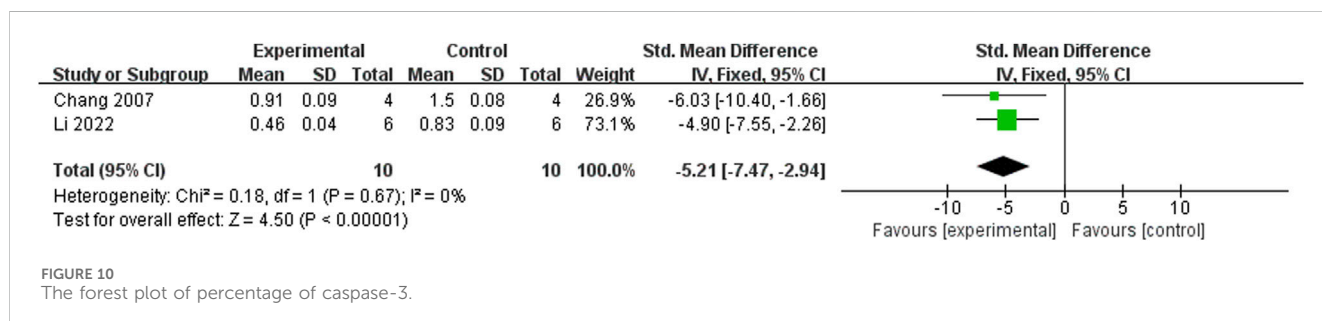 Experimental Control Std. Mean Difference Std. Mean Difference
Study or Subgroup Mean SD Total Mean SD Total Weight IV, Fixed, 95% CI IV, Fixed, 95% CI
Chang 2007 0.91 0.09 4 1.5 0.08 4 26.9% -6.03 [-10.40, -1.66]
Li 2022 0.46 0.04 6 0.83 0.09 6 73.1% -4.90 [-7.55, -2.26]
Total (95% CI) 10 10 100.0% -5.21 [-7.47, -2.94]
Heterogeneity: Chi² = 0.18, df = 1 (P = 0.67); I² = 0%
Test for overall effect: Z = 4.50 (P < 0.00001)
-10 -5 0 5 10
Favours [experimental] Favours [control]
FIGURE 10
The forest plot of percentage of caspase-3.